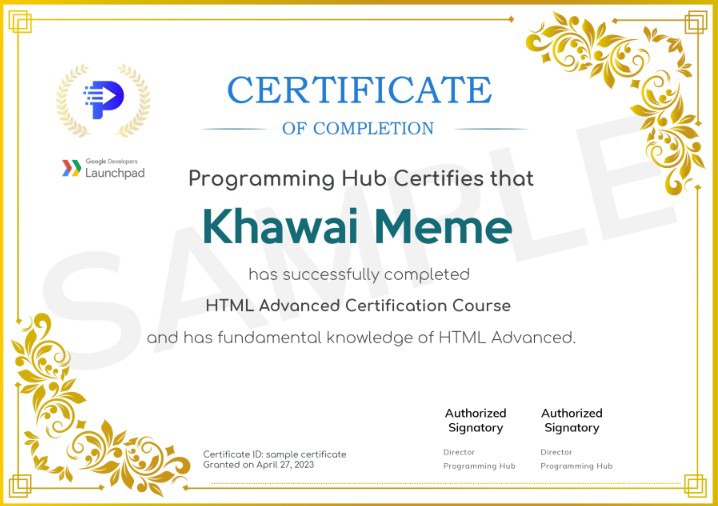 CERTIFICATE
OF COMPLETION
Google Developers
Launchpad
Programming Hub Certifies that
Khawai Meme
has successfully completed
HTML Advanced Certification Course
and has fundamental knowledge of HTML Advanced.
SAMPLE
Authorized Signatory
Authorized Signatory
Director
Programming Hub
Director
Programming Hub
Certificate ID: sample certificate
Granted on April 27, 2023